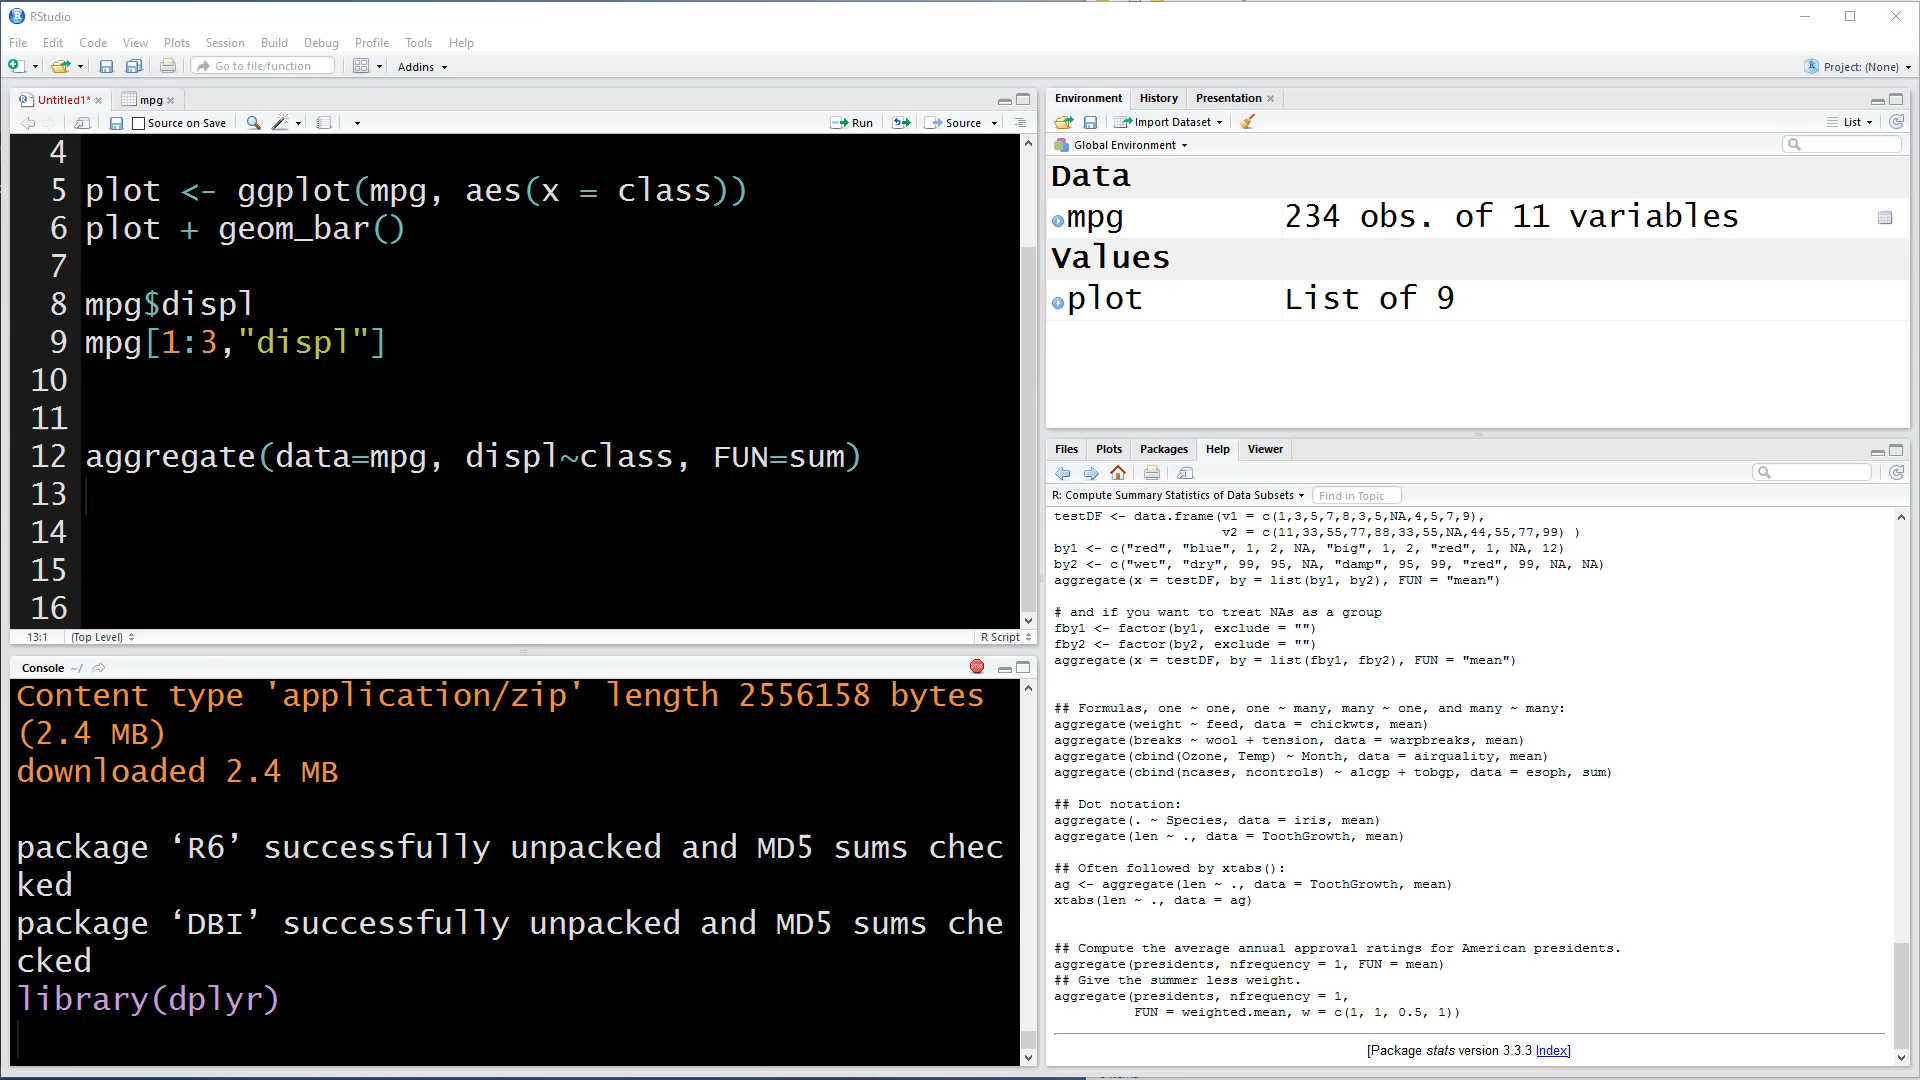 RStudio
File Edit Code View Plots Session Build Debug Profile Tools Help
Go to file/function Addins Project: (None)
Untitled1* mpg
Source on Save Run Source
4
5 plot <- ggplot(mpg, aes(x = class))
6 plot + geom_bar()
7
8 mpg$displ
9 mpg[1:3,"displ"]
10
11
12 aggregate(data=mpg, displ~class, FUN=sum)
13
14
15
16
13:1 (Top Level) R Script
Console ~/
Content type 'application/zip' length 2556158 bytes
(2.4 MB)
downloaded 2.4 MB
package ‘R6’ successfully unpacked and MD5 sums chec
ked
package ‘DBI’ successfully unpacked and MD5 sums che
cked
library(dplyr)
Environment History Presentation
Import Dataset List
Global Environment
Data
mpg 234 obs. of 11 variables
Values
plot List of 9
Files Plots Packages Help Viewer
R: Compute Summary Statistics of Data Subsets Find in Topic
testDF <- data.frame(v1 = c(1,3,5,7,8,3,5,NA,4,5,7,9),
v2 = c(11,33,55,77,88,33,55,NA,44,55,77,99) )
by1 <- c("red", "blue", 1, 2, NA, "big", 1, 2, "red", 1, NA, 12)
by2 <- c("wet", "dry", 99, 95, NA, "damp", 95, 99, "red", 99, NA, NA)
aggregate(x = testDF, by = list(by1, by2), FUN = "mean")
# and if you want to treat NAs as a group
fby1 <- factor(by1, exclude = "")
fby2 <- factor(by2, exclude = "")
aggregate(x = testDF, by = list(fby1, fby2), FUN = "mean")
## Formulas, one ~ one, one ~ many, many ~ one, and many ~ many:
aggregate(weight ~ feed, data = chickwts, mean)
aggregate(breaks ~ wool + tension, data = warpbreaks, mean)
aggregate(cbind(Ozone, Temp) ~ Month, data = airquality, mean)
aggregate(cbind(ncases, ncontrols) ~ alcgp + tobgp, data = esoph, sum)
## Dot notation:
aggregate(. ~ Species, data = iris, mean)
aggregate(len ~ ., data = ToothGrowth, mean)
## Often followed by xtabs():
ag <- aggregate(len ~ ., data = ToothGrowth, mean)
xtabs(len ~ ., data = ag)
## Compute the average annual approval ratings for American presidents.
aggregate(presidents, nfrequency = 1, FUN = mean)
## Give the summer less weight.
aggregate(presidents, nfrequency = 1,
FUN = weighted.mean, w = c(1, 1, 0.5, 1))
[Package stats version 3.3.3 Index]